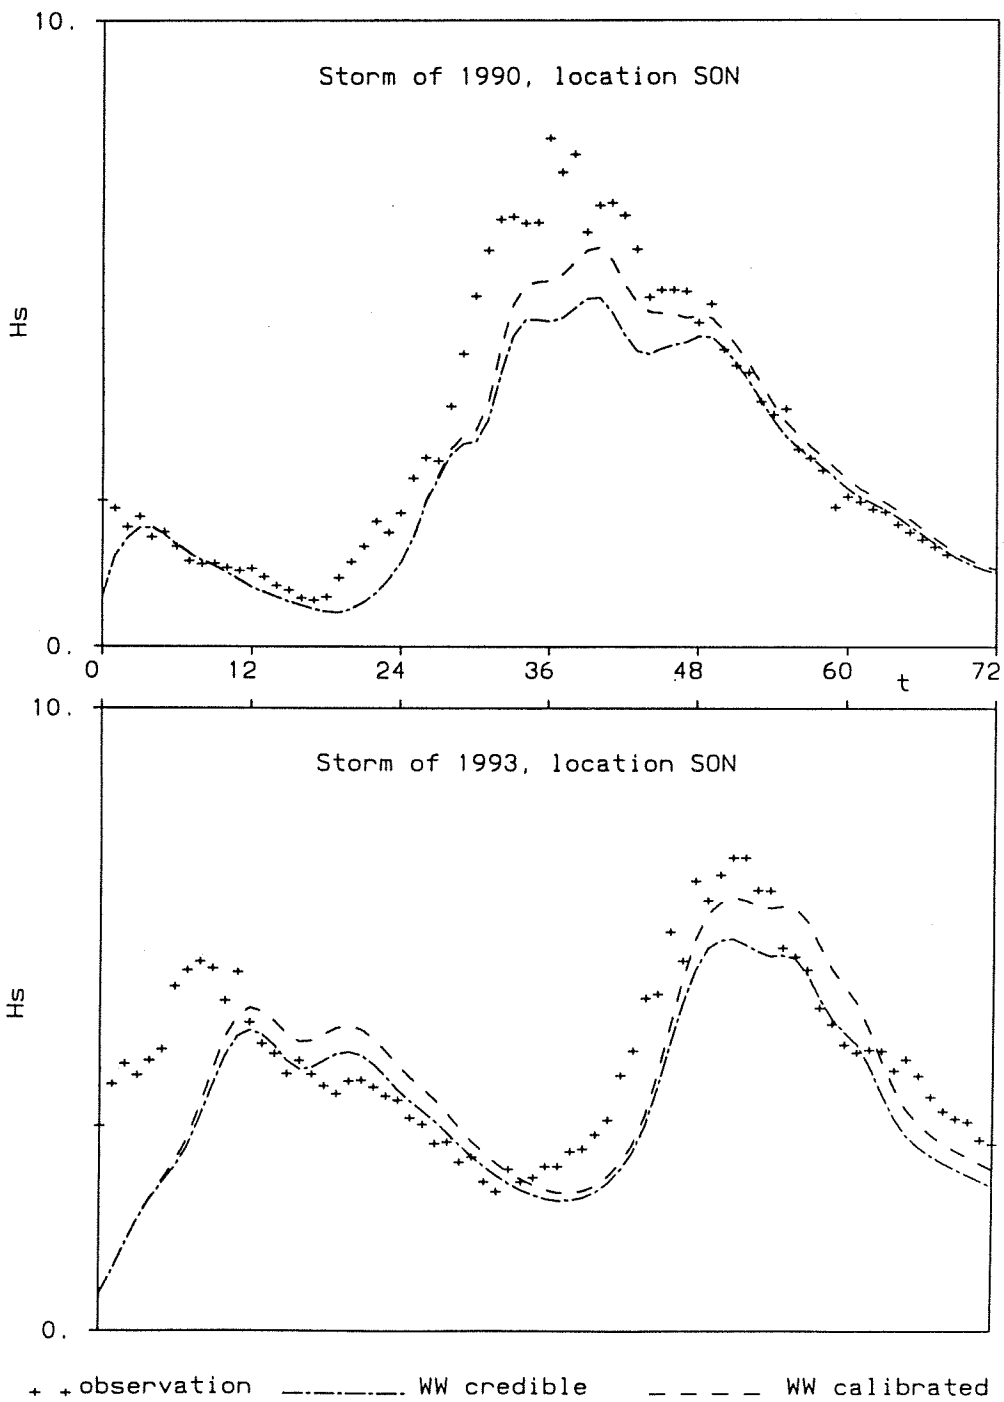 10.
Storm of 1990, location SON
Hs
0.
0 12 24 36 48 60 t 72
10.
Storm of 1993, location SON
Hs
0.
+ + observation WW credible WW calibrated